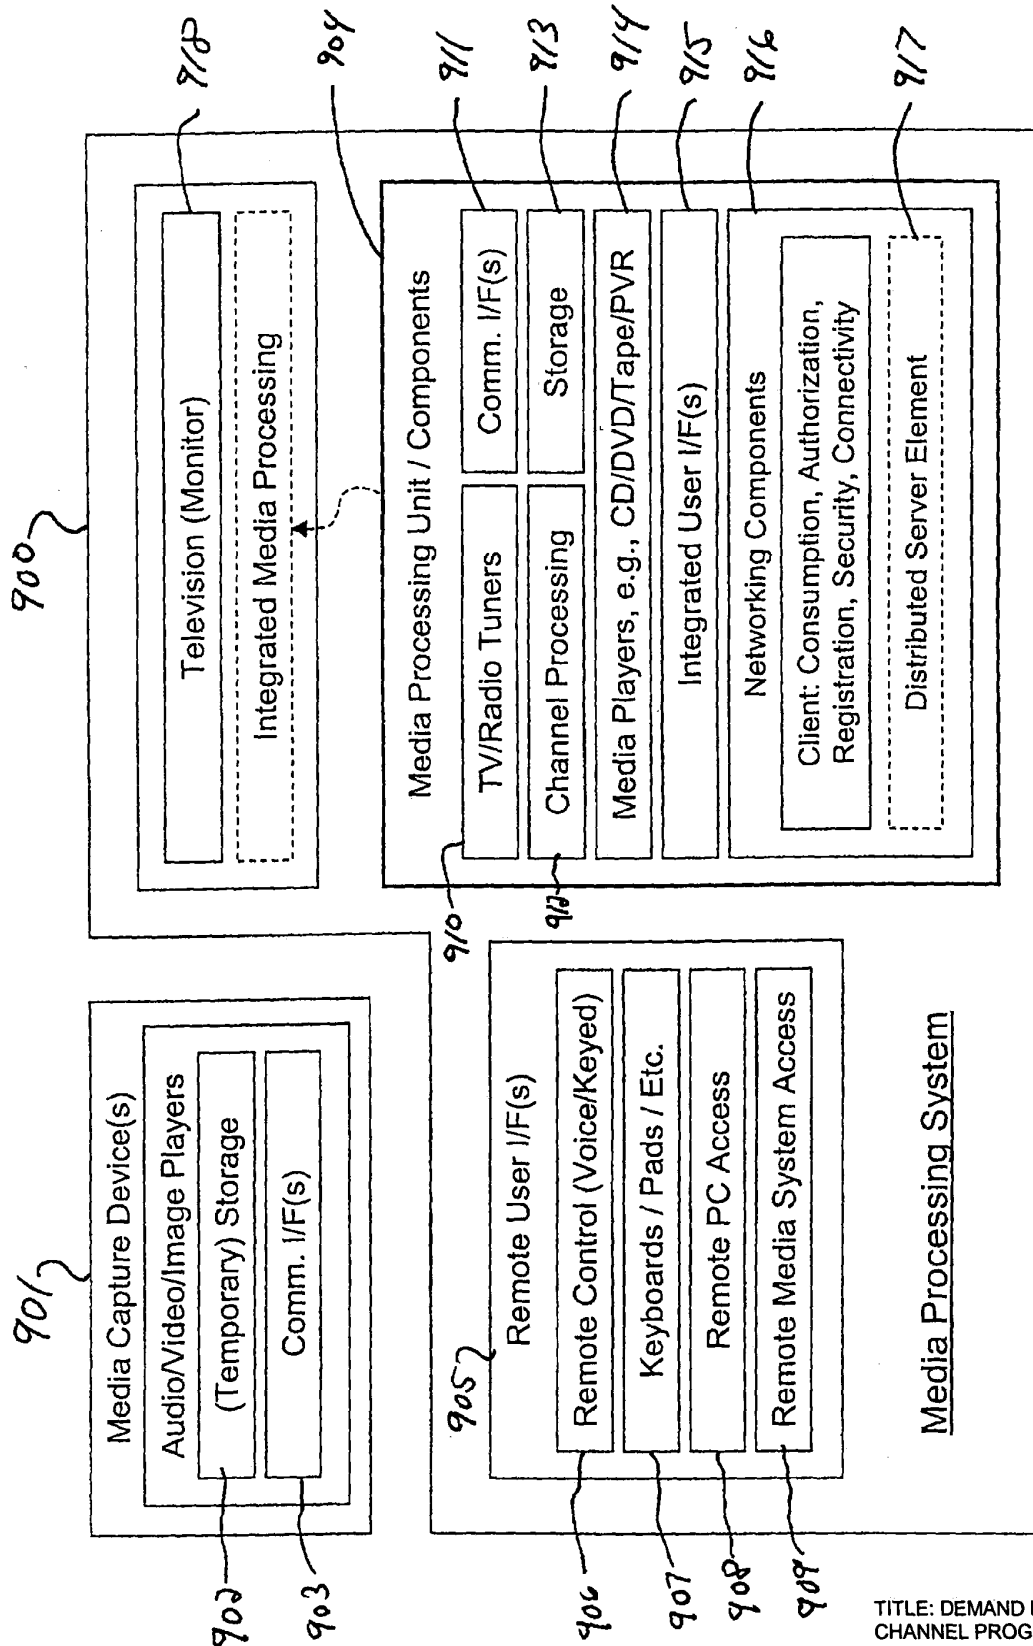 900
Television (Monitor)
918
Integrated Media Processing
904
Media Processing Unit / Components
910
TV/Radio Tuners
Comm. I/F(s)
911
912
Channel Processing
Storage
913
Media Players, e.g., CD/DVD/Tape/PVR
914
Integrated User I/F(s)
915
Networking Components
916
Client: Consumption, Authorization,
Registration, Security, Connectivity
Distributed Server Element
917
901
Media Capture Device(s)
Audio/Video/Image Players
(Temporary) Storage
902
Comm. I/F(s)
903
905
Remote User I/F(s)
Remote Control (Voice/Keyed)
906
Keyboards / Pads / Etc.
907
Remote PC Access
908
Remote Media System Access
909
Media Processing System
TITLE: DEMAND
CHANNEL PROG